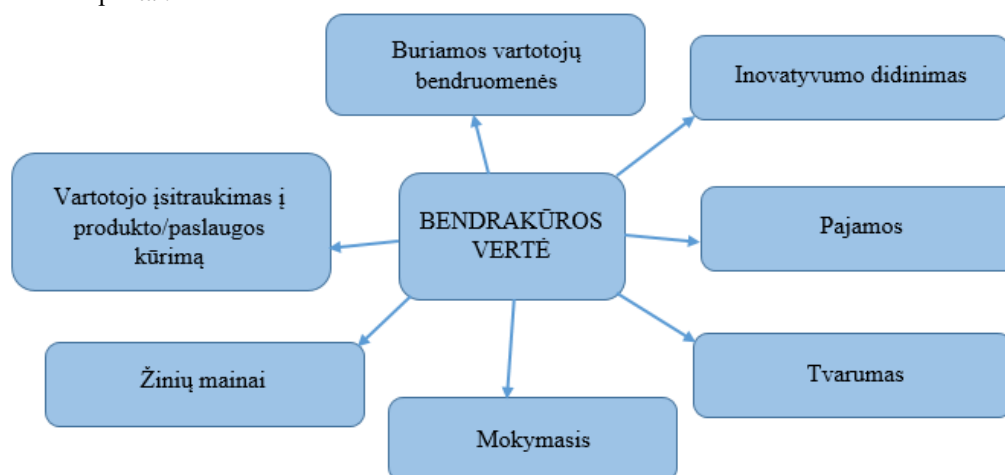 Buriamos vartotojų
bendruomenės
Inovatyvumo didinimas
Vartotojo įsitraukimas į
produkto/paslaugos
kūrimą
BENDRAKŪROS
VERTĖ
Pajamos
Žinių mainai
Tvarumas
Mokymasis